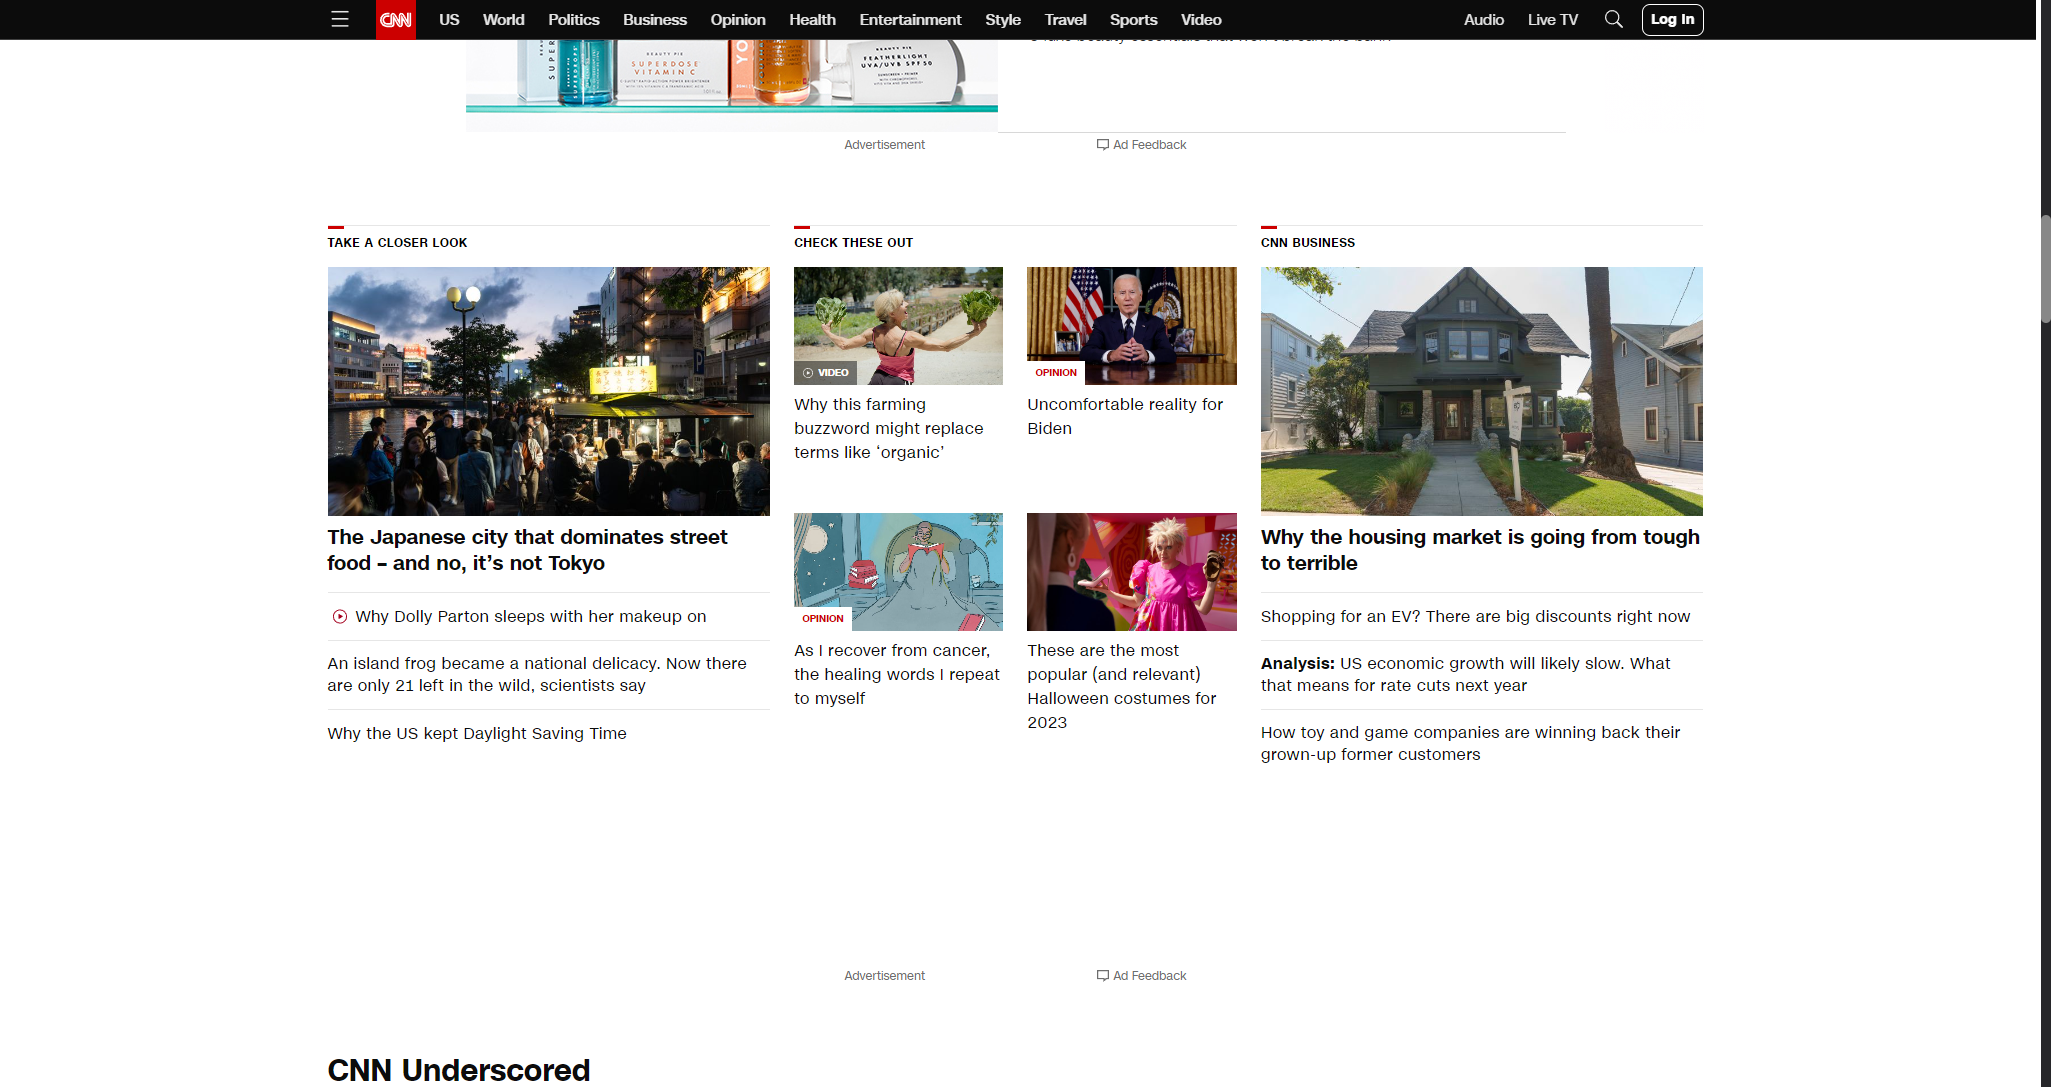 CNN
US
World
Politics
Business
Opinion
Health
Entertainment
Style
Travel
Sports
Video
Audio
Live TV
Log In
BEAUTY PIE
SUPERDOSE
VITAMIN C
BEAUTY PIE
FEATHERLIGHT
UVA/UVB SPF50
Advertisement
Ad Feedback
TAKE A CLOSER LOOK
The Japanese city that dominates street
food – and no, it’s not Tokyo
Why Dolly Parton sleeps with her makeup on
An island frog became a national delicacy. Now there
are only 21 left in the wild, scientists say
Why the US kept Daylight Saving Time
CHECK THESE OUT
VIDEO
Why this farming
buzzword might replace
terms like ‘organic’
OPINION
Uncomfortable reality for
Biden
OPINION
As I recover from cancer,
the healing words I repeat
to myself
These are the most
popular (and relevant)
Halloween costumes for
2023
CNN BUSINESS
Why the housing market is going from tough
to terrible
Shopping for an EV? There are big discounts right now
Analysis: US economic growth will likely slow. What
that means for rate cuts next year
How toy and game companies are winning back their
grown-up former customers
Advertisement
Ad Feedback
CNN Underscored